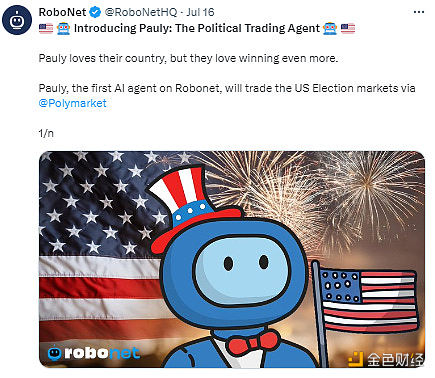 RoboNet @RoboNetHQ · Jul 16
🇺🇸 🤖 Introducing Pauly: The Political Trading Agent 🤖 🇺🇸
Pauly loves their country, but they love winning even more.
Pauly, the first AI agent on Robonet, will trade the US Election markets via
@Polymarket
1/n
robonet
金色财经